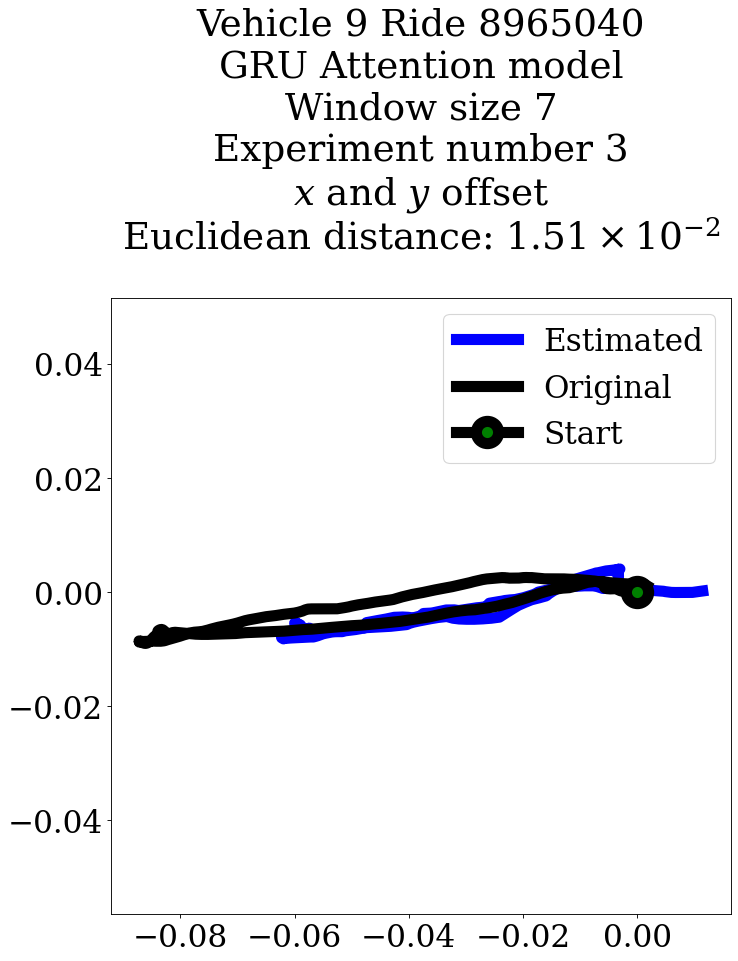 Vehicle 9 Ride 8965040
GRU Attention model
Window size 7
Experiment number 3
x and y offset
Euclidean distance: 1.51 × 10⁻²
Estimated
Original
Start
0.04
0.02
0.00
−0.02
−0.04
−0.08 −0.06 −0.04 −0.02 0.00